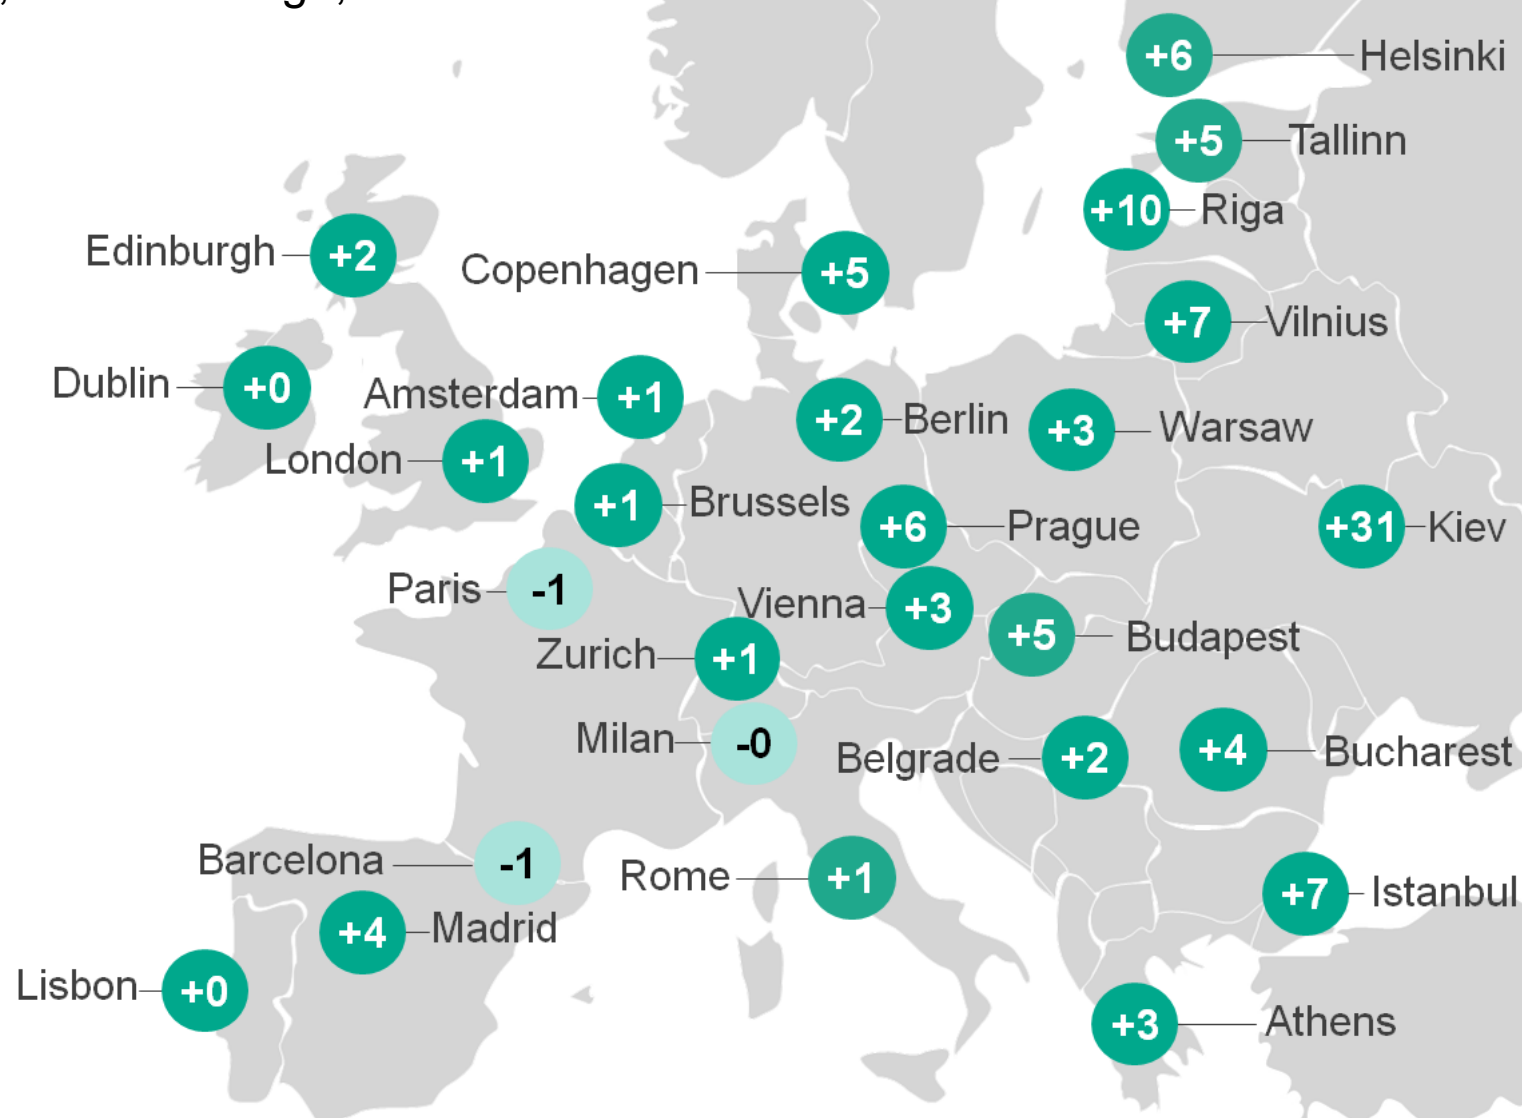 +6 Helsinki
+5 Tallinn
+10 Riga
Edinburgh +2
Copenhagen +5
+7 Vilnius
Dublin +0
Amsterdam +1
+2 Berlin
+3 Warsaw
London +1
+1 Brussels
+6 Prague
+31 Kiev
Paris -1
Vienna +3
+5 Budapest
Zurich +1
Milan -0
Belgrade +2
+4 Bucharest
Barcelona -1
Rome +1
+7 Istanbul
+4 Madrid
Lisbon +0
+3 Athens